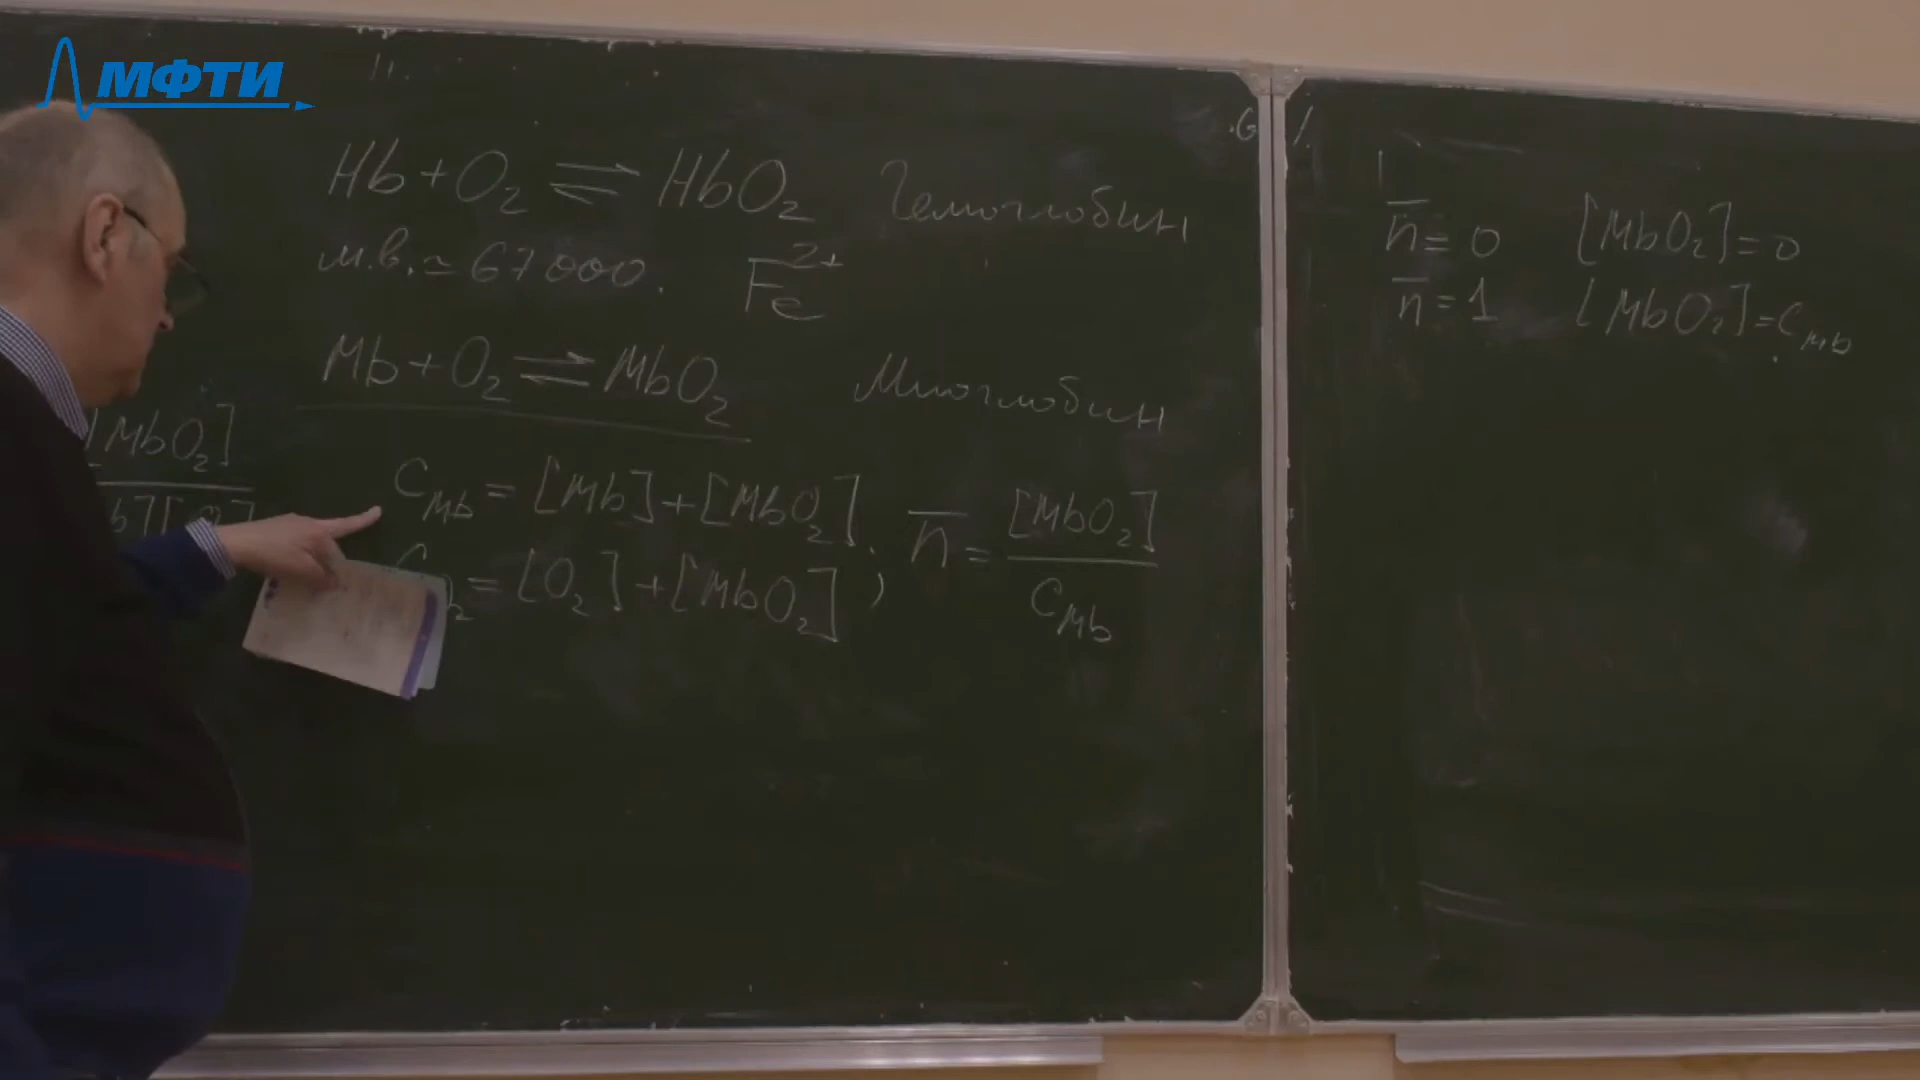 МФТИ
Hb + O₂ ⇌ HbO₂ Гемоглобин
м.в. ≃ 67000. Fe²⁺
Mb + O₂ ⇌ MbO₂ Миоглобин
[MbO₂]
C_Mb = [Mb] + [MbO₂]
= [O₂] + [MbO₂] ; n̅ = [MbO₂] / C_Mb
n̅ = 0 [MbO₂] = 0
n̅ = 1 [MbO₂] = C_Mb